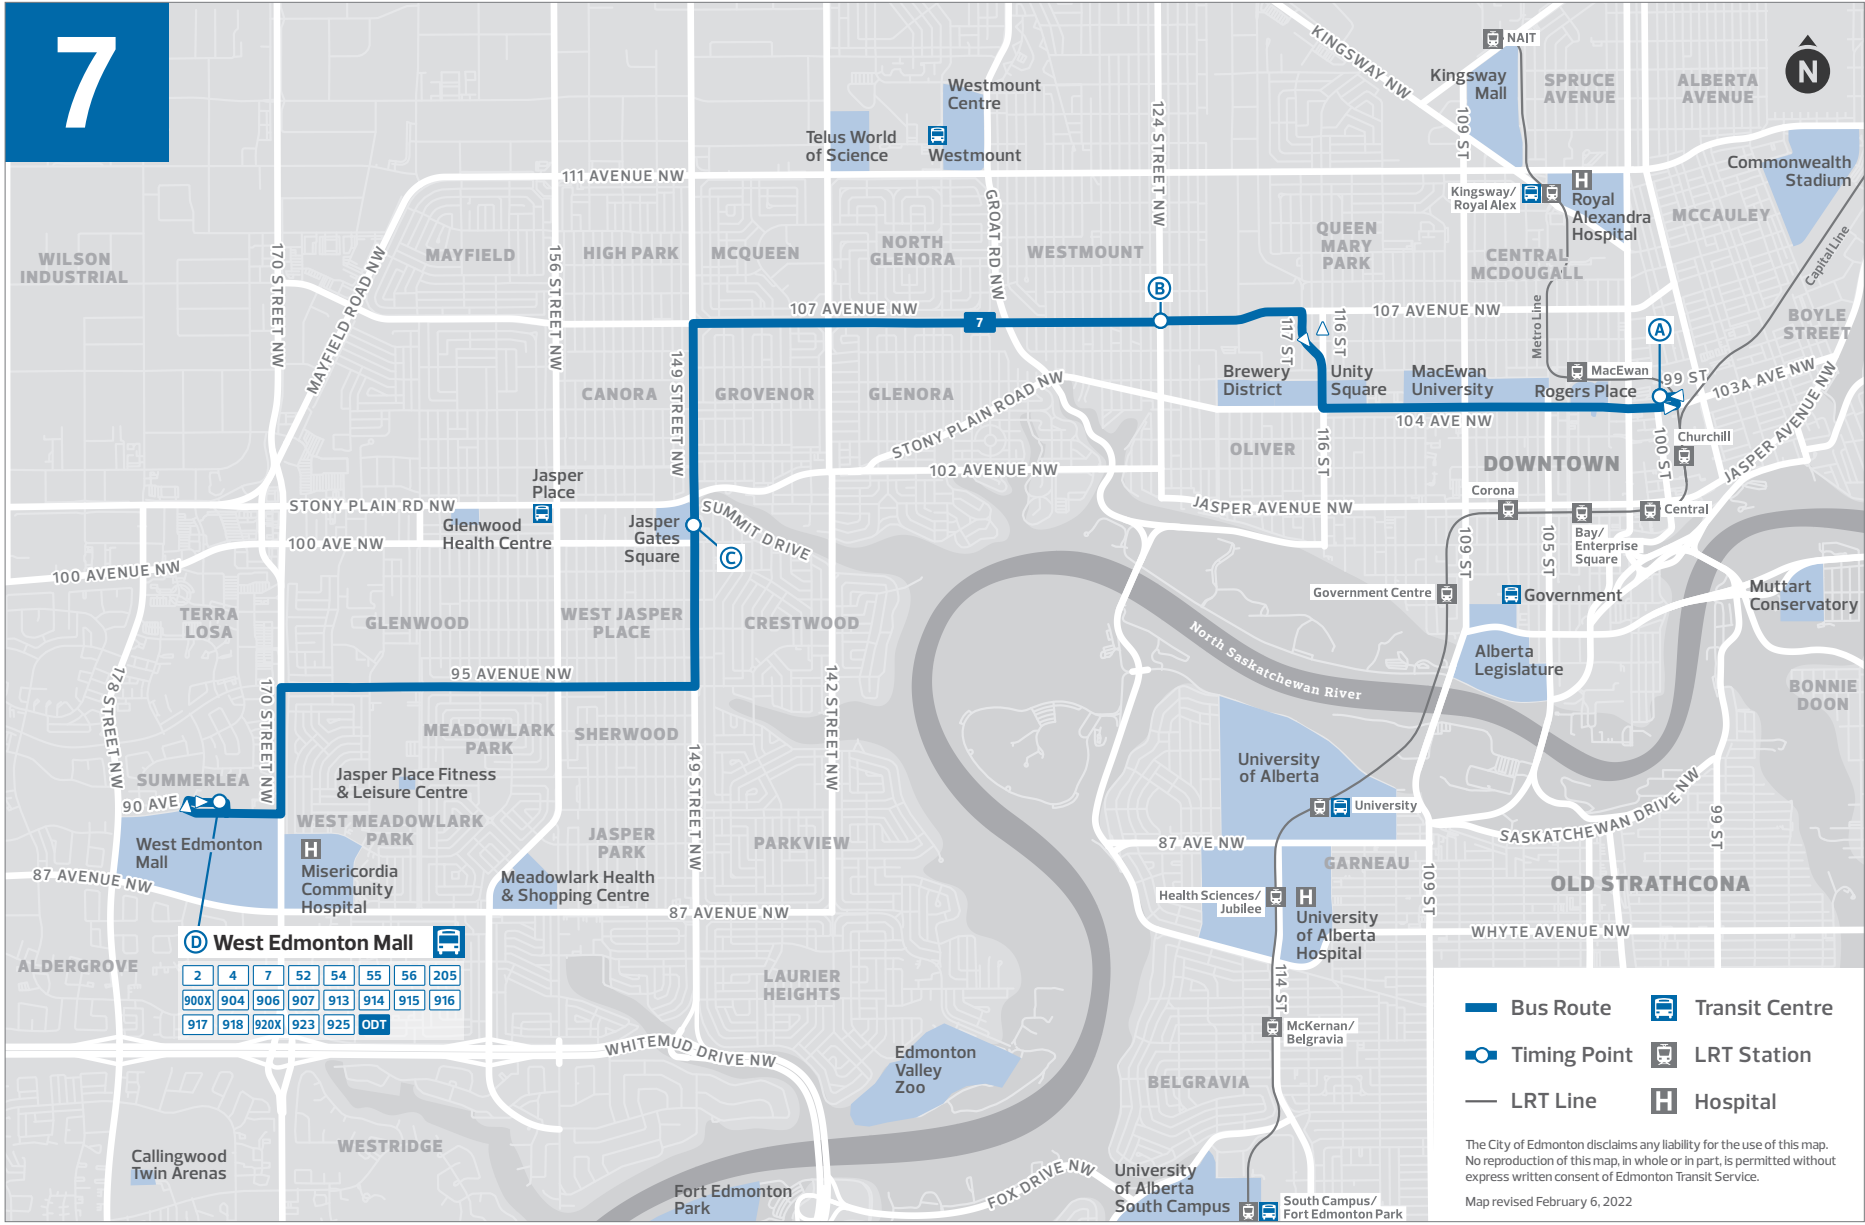 7
N
NAIT
KINGSWAY NW
Kingsway
Mall
SPRUCE
AVENUE
ALBERTA
AVENUE
Westmount
Centre
Telus World
of Science
Westmount
124 STREET NW
109 ST
Commonwealth
Stadium
111 AVENUE NW
GROAT RD NW
Kingsway/
Royal Alex
H
Royal
Alexandra
Hospital
MCCAULEY
WILSON
INDUSTRIAL
170 STREET NW
MAYFIELD ROAD NW
MAYFIELD
156 STREET NW
HIGH PARK
MCQUEEN
NORTH
GLENORA
WESTMOUNT
QUEEN
MARY
PARK
CENTRAL
MCDOUGALL
Capital Line
B
107 AVENUE NW
7
117 ST
116 ST
107 AVENUE NW
Metro Line
A
BOYLE
STREET
149 STREET NW
CANORA
GROVENOR
GLENORA
STONY PLAIN ROAD NW
Brewery
District
Unity
Square
MacEwan
University
MacEwan
Rogers Place
99 ST
103A AVE NW
104 AVE NW
OLIVER
116 ST
100 ST
Churchill
JASPER AVENUE NW
DOWNTOWN
102 AVENUE NW
Jasper
Place
STONY PLAIN RD NW
Glenwood
Health Centre
Jasper
Gates
Square
SUMMIT DRIVE
C
JASPER AVENUE NW
Corona
Central
Bay/
Enterprise
Square
109 ST
105 ST
100 AVE NW
100 AVENUE NW
Government Centre
Government
Muttart
Conservatory
TERRA
LOSA
GLENWOOD
WEST JASPER
PLACE
CRESTWOOD
North Saskatchewan River
Alberta
Legislature
BONNIE
DOON
178 STREET NW
170 STREET NW
95 AVENUE NW
142 STREET NW
MEADOWLARK
PARK
SHERWOOD
149 STREET NW
University
of Alberta
University
SUMMERLEA
90 AVE
Jasper Place Fitness
& Leisure Centre
WEST MEADOWLARK
PARK
JASPER
PARK
PARKVIEW
SASKATCHEWAN DRIVE NW
99 ST
West Edmonton
Mall
87 AVENUE NW
H
Misericordia
Community
Hospital
Meadowlark Health
& Shopping Centre
87 AVENUE NW
87 AVE NW
GARNEAU
109 ST
OLD STRATHCONA
Health Sciences/
Jubilee
H
University
of Alberta
Hospital
WHYTE AVENUE NW
D West Edmonton Mall
2 4 7 52 54 55 56 205
900X 904 906 907 913 914 915 916
917 918 920X 923 925 ODT
ALDERGROVE
LAURIER
HEIGHTS
114 ST
McKernan/
Belgravia
WHITEMUD DRIVE NW
Edmonton
Valley
Zoo
BELGRAVIA
WESTRIDGE
Callingwood
Twin Arenas
Fort Edmonton
Park
FOX DRIVE NW
University
of Alberta
South Campus
South Campus/
Fort Edmonton Park
Bus Route
Transit Centre
Timing Point
LRT Station
LRT Line
H Hospital
The City of Edmonton disclaims any liability for the use of this map.
No reproduction of this map, in whole or in part, is permitted without
express written consent of Edmonton Transit Service.
Map revised February 6, 2022